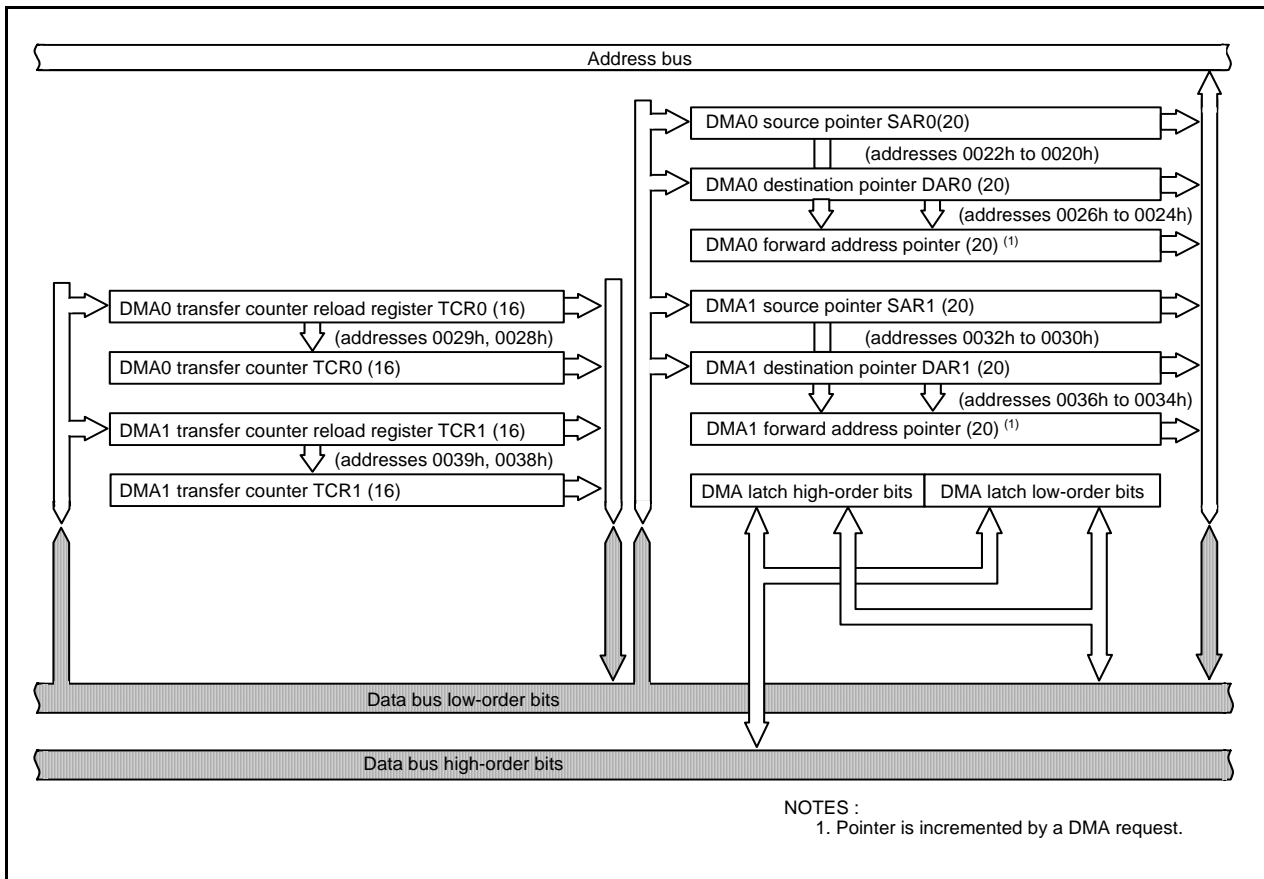 Address bus
DMA0 source pointer SAR0(20)
(addresses 0022h to 0020h)
DMA0 destination pointer DAR0 (20)
(addresses 0026h to 0024h)
DMA0 forward address pointer (20) (1)
DMA0 transfer counter reload register TCR0 (16)
(addresses 0029h, 0028h)
DMA0 transfer counter TCR0 (16)
DMA1 transfer counter reload register TCR1 (16)
(addresses 0039h, 0038h)
DMA1 transfer counter TCR1 (16)
DMA1 source pointer SAR1 (20)
(addresses 0032h to 0030h)
DMA1 destination pointer DAR1 (20)
(addresses 0036h to 0034h)
DMA1 forward address pointer (20) (1)
DMA latch high-order bits
DMA latch low-order bits
Data bus low-order bits
Data bus high-order bits
NOTES :
1. Pointer is incremented by a DMA request.